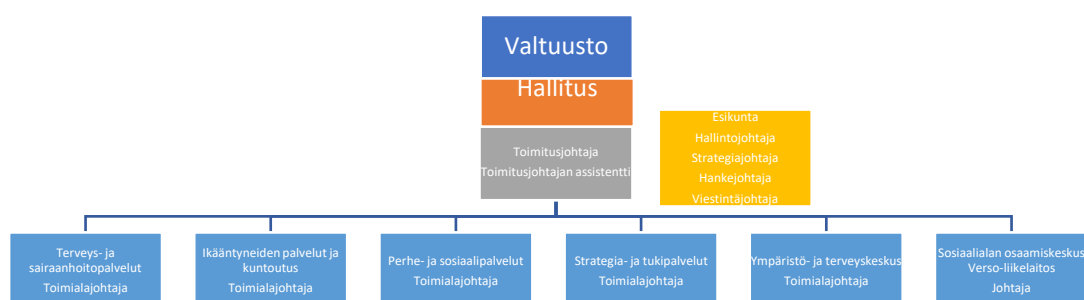 Valtuusto
Hallitus
Toimitusjohtaja
Toimitusjohtajan assistentti
Esikunta
Hallintojohtaja
Strategiajohtaja
Hankejohtaja
Viestintäjohtaja
Terveys- ja
sairaanhoitopalvelut
Toimialajohtaja
Ikääntyneiden palvelut ja
kuntoutus
Toimialajohtaja
Perhe- ja sosiaalipalvelut
Toimialajohtaja
Strategia- ja tukipalvelut
Toimialajohtaja
Ympäristö- ja terveyskeskus
Toimialajohtaja
Sosiaalialan osaamiskeskus
Verso-liikelaitos
Johtaja